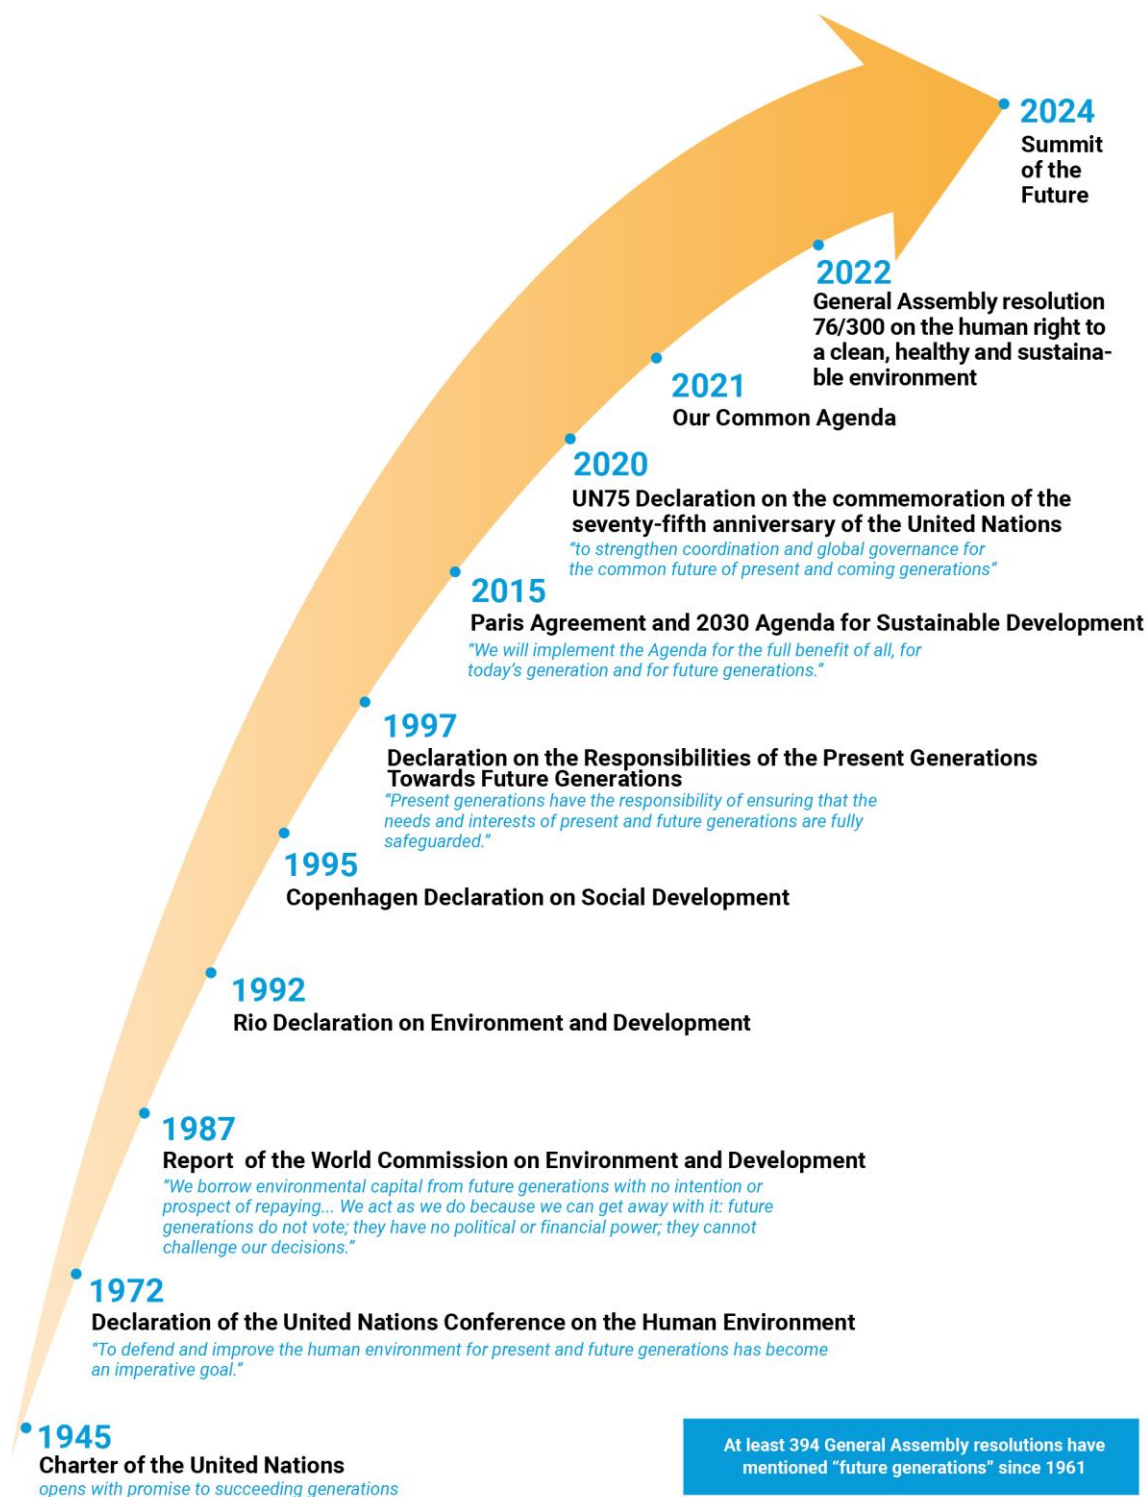 2024
Summit
of the
Future
2022
General Assembly resolution
76/300 on the human right to
a clean, healthy and sustaina-
ble environment
2021
Our Common Agenda
2020
UN75 Declaration on the commemoration of the
seventy-fifth anniversary of the United Nations
“to strengthen coordination and global governance for
the common future of present and coming generations”
2015
Paris Agreement and 2030 Agenda for Sustainable Development
“We will implement the Agenda for the full benefit of all, for
today’s generation and for future generations.”
1997
Declaration on the Responsibilities of the Present Generations
Towards Future Generations
“Present generations have the responsibility of ensuring that the
needs and interests of present and future generations are fully
safeguarded.”
1995
Copenhagen Declaration on Social Development
1992
Rio Declaration on Environment and Development
1987
Report of the World Commission on Environment and Development
“We borrow environmental capital from future generations with no intention or
prospect of repaying... We act as we do because we can get away with it: future
generations do not vote; they have no political or financial power; they cannot
challenge our decisions.”
1972
Declaration of the United Nations Conference on the Human Environment
“To defend and improve the human environment for present and future generations has become
an imperative goal.”
1945
Charter of the United Nations
opens with promise to succeeding generations
At least 394 General Assembly resolutions have
mentioned “future generations” since 1961